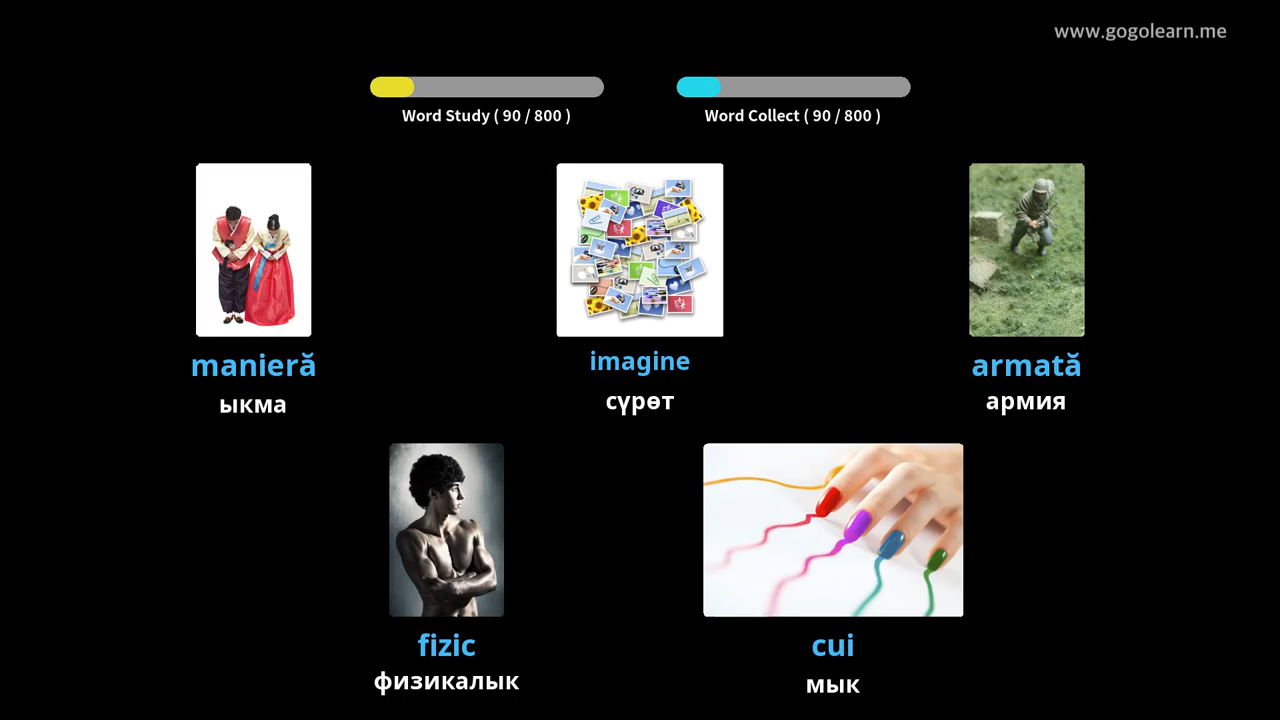 www.gogolearn.me
Word Study ( 90 / 800 )
Word Collect ( 90 / 800 )
manieră
ыкма
imagine
сүрөт
armată
армия
fizic
физикалык
cui
мык